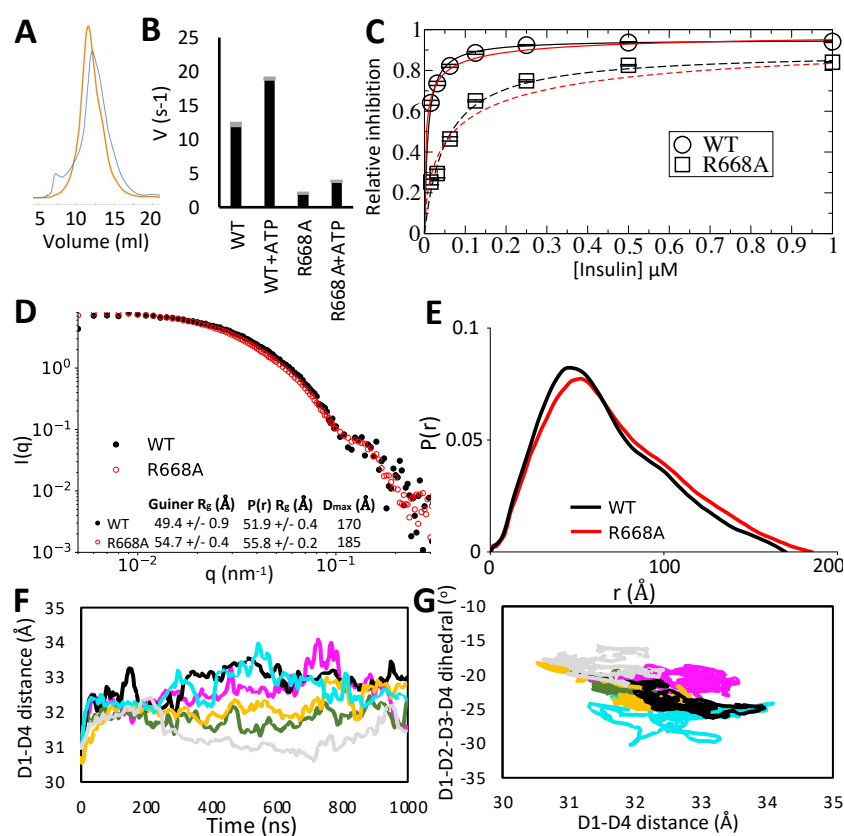 A
5 10 15 20
Volume (ml)
B
25
20
15
10
5
0
V (s-1)
WT
WT+ATP
R668A
R668A+ATP
C
1
0.8
0.6
0.4
0.2
0
Relative inhibition
WT
R668A
0 0.1 0.2 0.3 0.4 0.5 0.6 0.7 0.8 0.9 1
[Insulin] μM
D
10⁰
10⁻¹
10⁻²
10⁻³
I(q)
WT
R668A
Guiner Rg (Å) P(r) Rg (Å) Dmax (Å)
WT 49.4 +/- 0.9 51.9 +/- 0.4 170
R668A 54.7 +/- 0.4 55.8 +/- 0.2 185
10⁻² 10⁻¹
q (nm⁻¹)
E
0.1
0.05
P(r)
WT
R668A
0 100 200
r (Å)
F
35
34
33
32
31
30
D1-D4 distance (Å)
0 200 400 600 800 1000
Time (ns)
G
-10
-15
-20
-25
-30
-35
D1-D2-D3-D4 dihedral (°)
30 31 32 33 34 35
D1-D4 distance (Å)